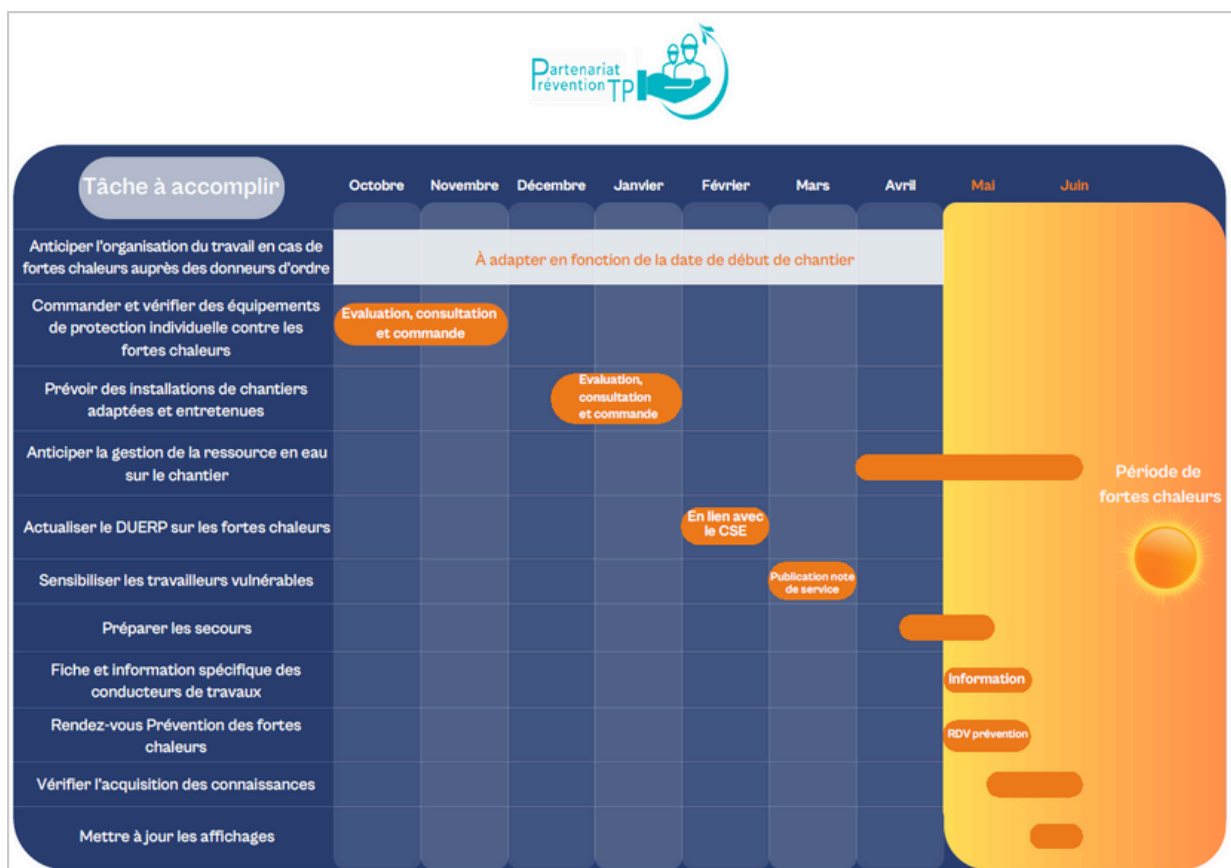 Partenariat
Prévention TP
Tâche à accomplir
Octobre
Novembre
Décembre
Janvier
Février
Mars
Avril
Mai
Juin
Anticiper l'organisation du travail en cas de
fortes chaleurs auprès des donneurs d'ordre
À adapter en fonction de la date de début de chantier
Commander et vérifier des équipements
de protection individuelle contre les
fortes chaleurs
Evaluation, consultation
et commande
Prévoir des installations de chantiers
adaptées et entretenues
Evaluation,
consultation
et commande
Anticiper la gestion de la ressource en eau
sur le chantier
Période de
fortes chaleurs
Actualiser le DUERP sur les fortes chaleurs
En lien avec
le CSE
Sensibiliser les travailleurs vulnérables
Publication note
de service
Préparer les secours
Fiche et information spécifique des
conducteurs de travaux
Information
Rendez-vous Prévention des fortes
chaleurs
RDV prévention
Vérifier l'acquisition des connaissances
Mettre à jour les affichages